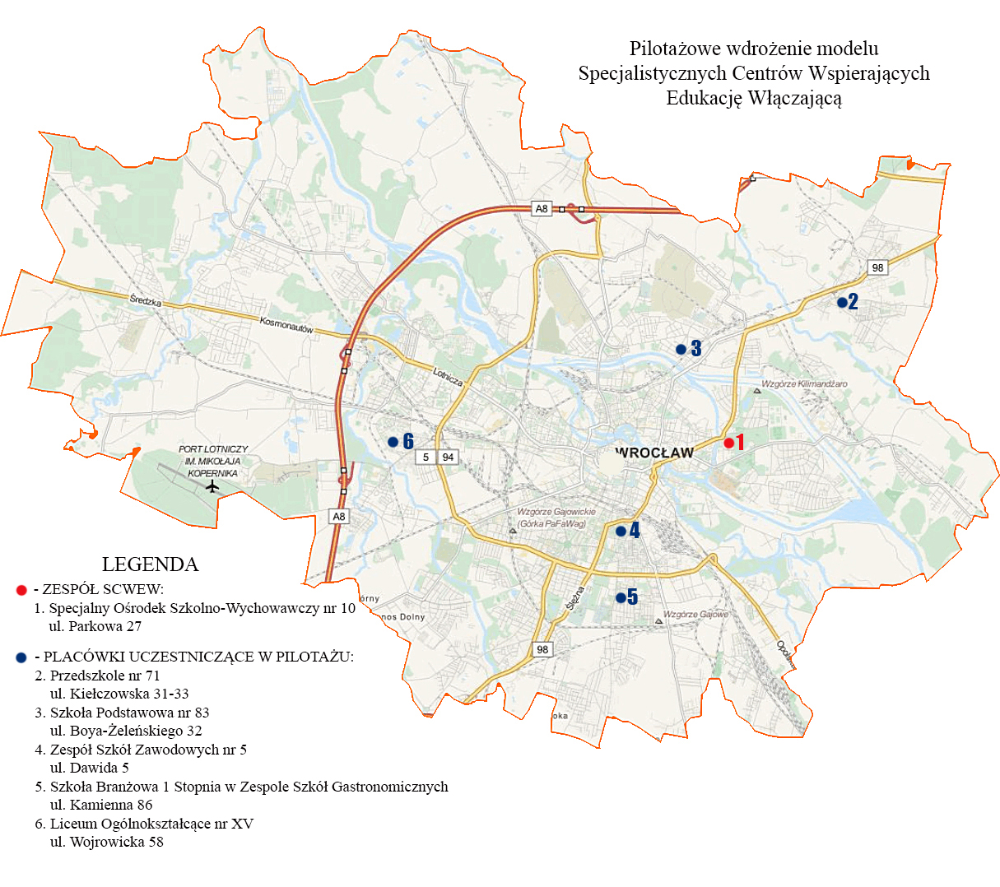 Pilotażowe wdrożenie modelu
Specjalistycznych Centrów Wspierających
Edukację Włączającą
A8
98
2
Średzka
Kosmonautów
3
Lotnicza
Wzgórze Kilimandżaro
6
1
PORT LOTNICZY
IM. MIKOŁAJA
KOPERNIKA
5
94
WROCŁAW
A8
Wzgórze Gajowickie
(Górka PaFaWag)
4
Ślężna
5
órny
nos Dolny
Wzgórze Gajowe
98
Opolsk
oka
LEGENDA
- ZESPÓŁ SCWEW:
1. Specjalny Ośrodek Szkolno-Wychowawczy nr 10
ul. Parkowa 27
- PLACÓWKI UCZESTNICZĄCE W PILOTAŻU:
2. Przedszkole nr 71
ul. Kiełczowska 31-33
3. Szkoła Podstawowa nr 83
ul. Boya-Żeleńskiego 32
4. Zespół Szkół Zawodowych nr 5
ul. Dawida 5
5. Szkoła Branżowa 1 Stopnia w Zespole Szkół Gastronomicznych
ul. Kamienna 86
6. Liceum Ogólnokształcące nr XV
ul. Wojrowicka 58